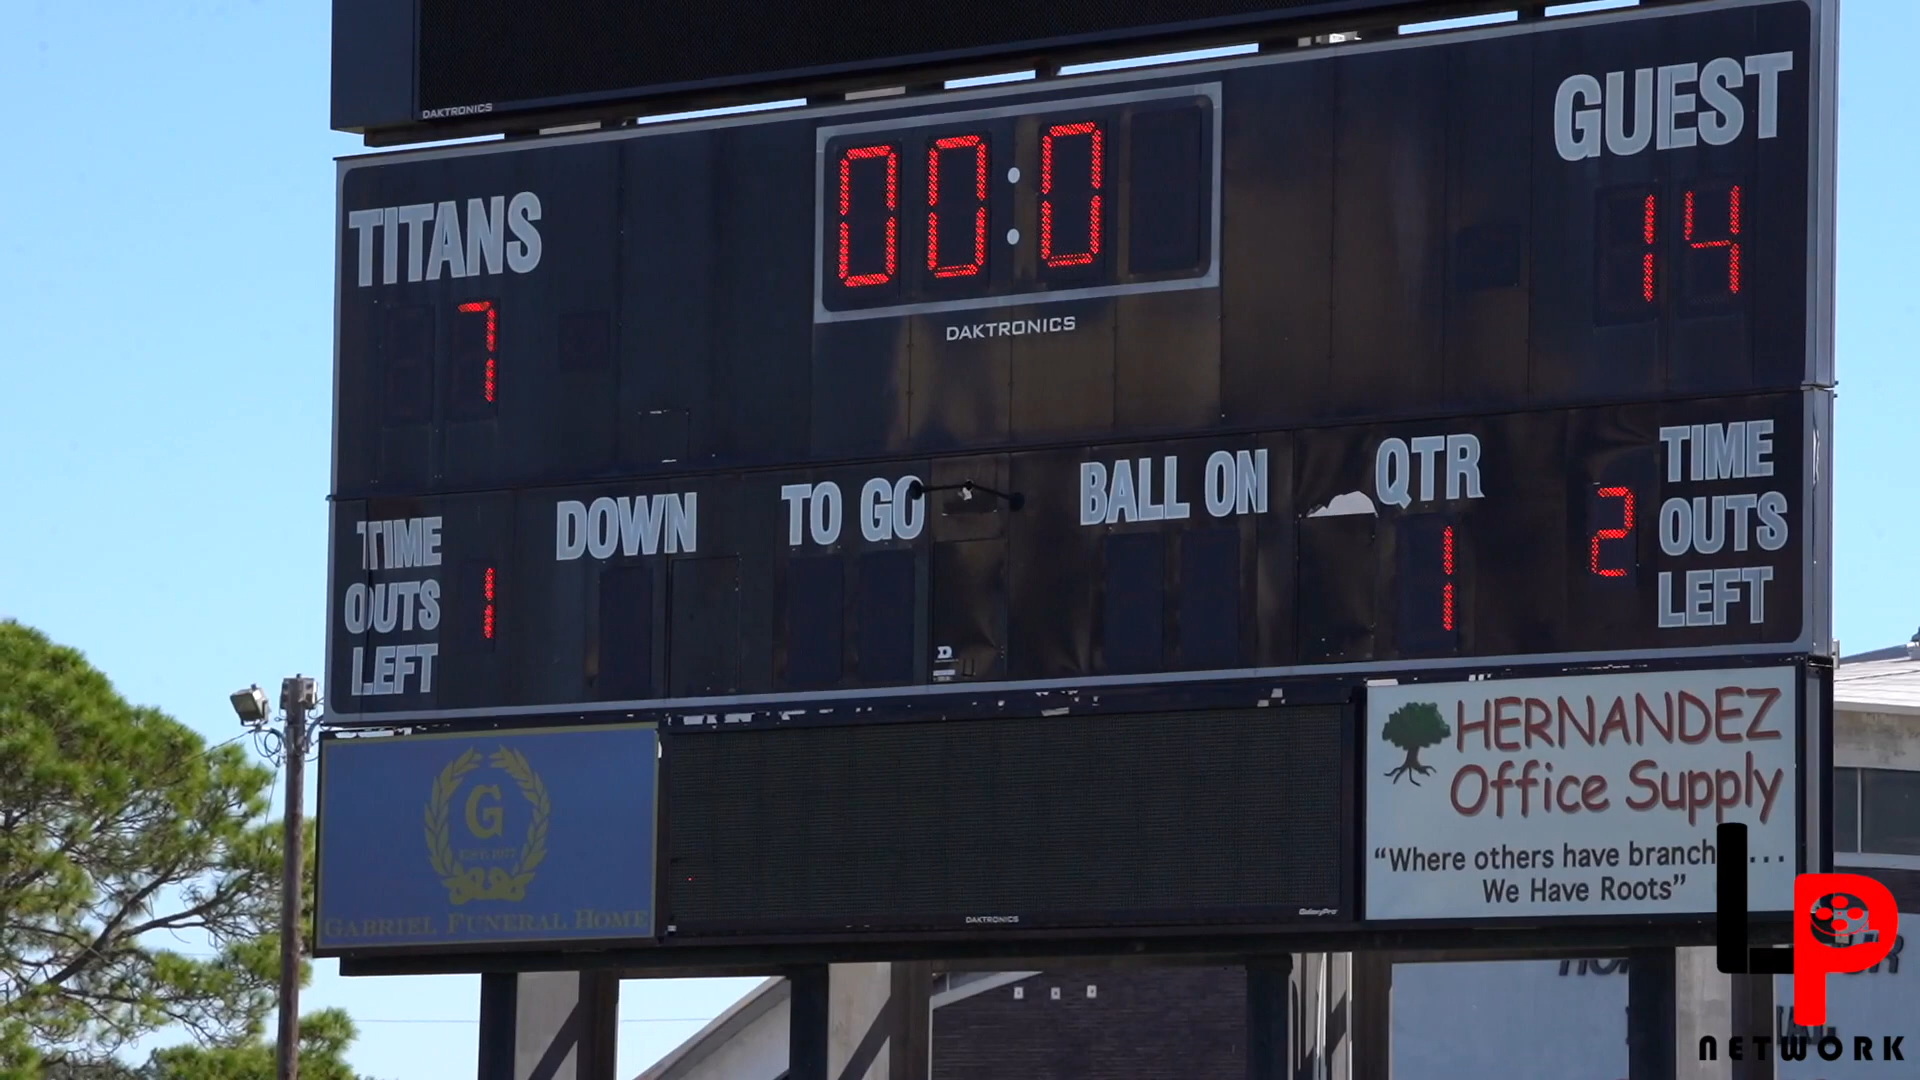 DAKTRONICS
GUEST
TITANS
00:0
14
7
DAKTRONICS
TIME
OUTS
LEFT
1
DOWN
TO GO
BALL ON
QTR
1
2
TIME
OUTS
LEFT
G
GABRIEL FUNERAL HOME
DAKTRONICS
GalaxyPro
HERNANDEZ
Office Supply
“Where others have branch ...
We Have Roots”
LP
NETWORK